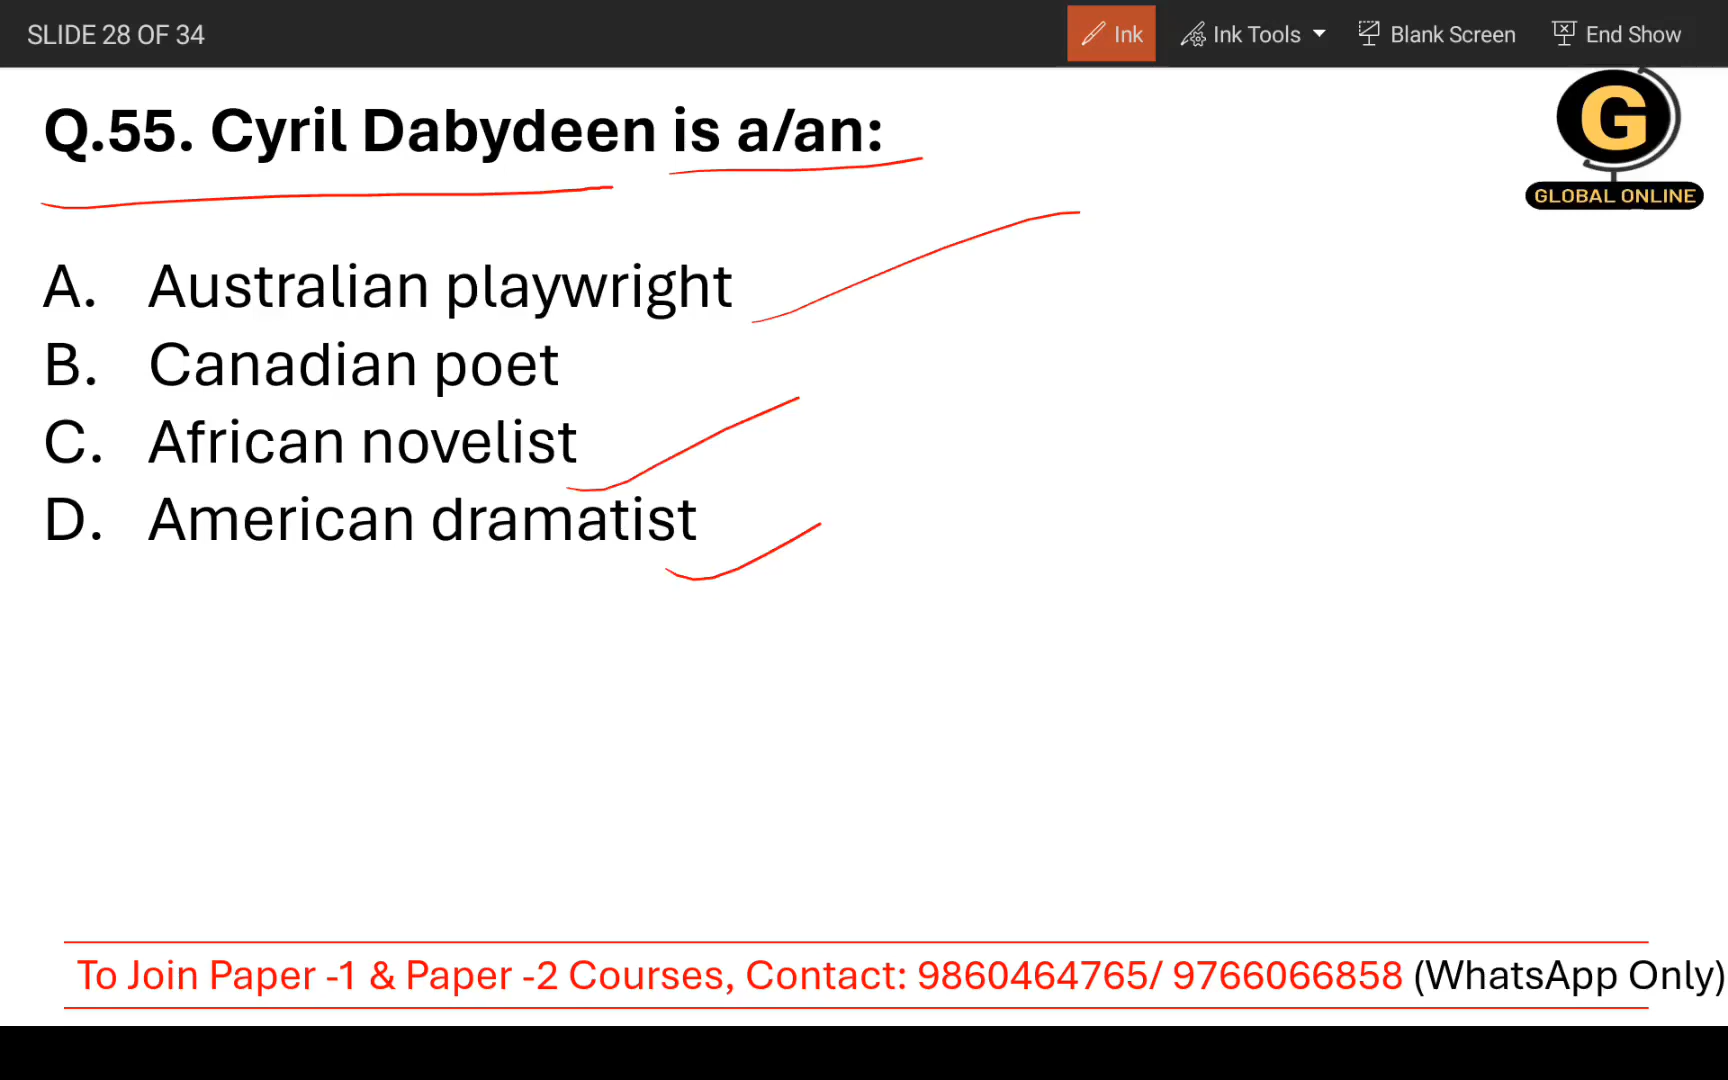 SLIDE 28 OF 34 Ink Ink Tools Blank Screen End Show
Q.55. Cyril Dabydeen is a/an:
G
GLOBAL ONLINE
A. Australian playwright
B. Canadian poet
C. African novelist
D. American dramatist
To Join Paper -1 & Paper -2 Courses, Contact: 9860464765/ 9766066858 (WhatsApp Only)